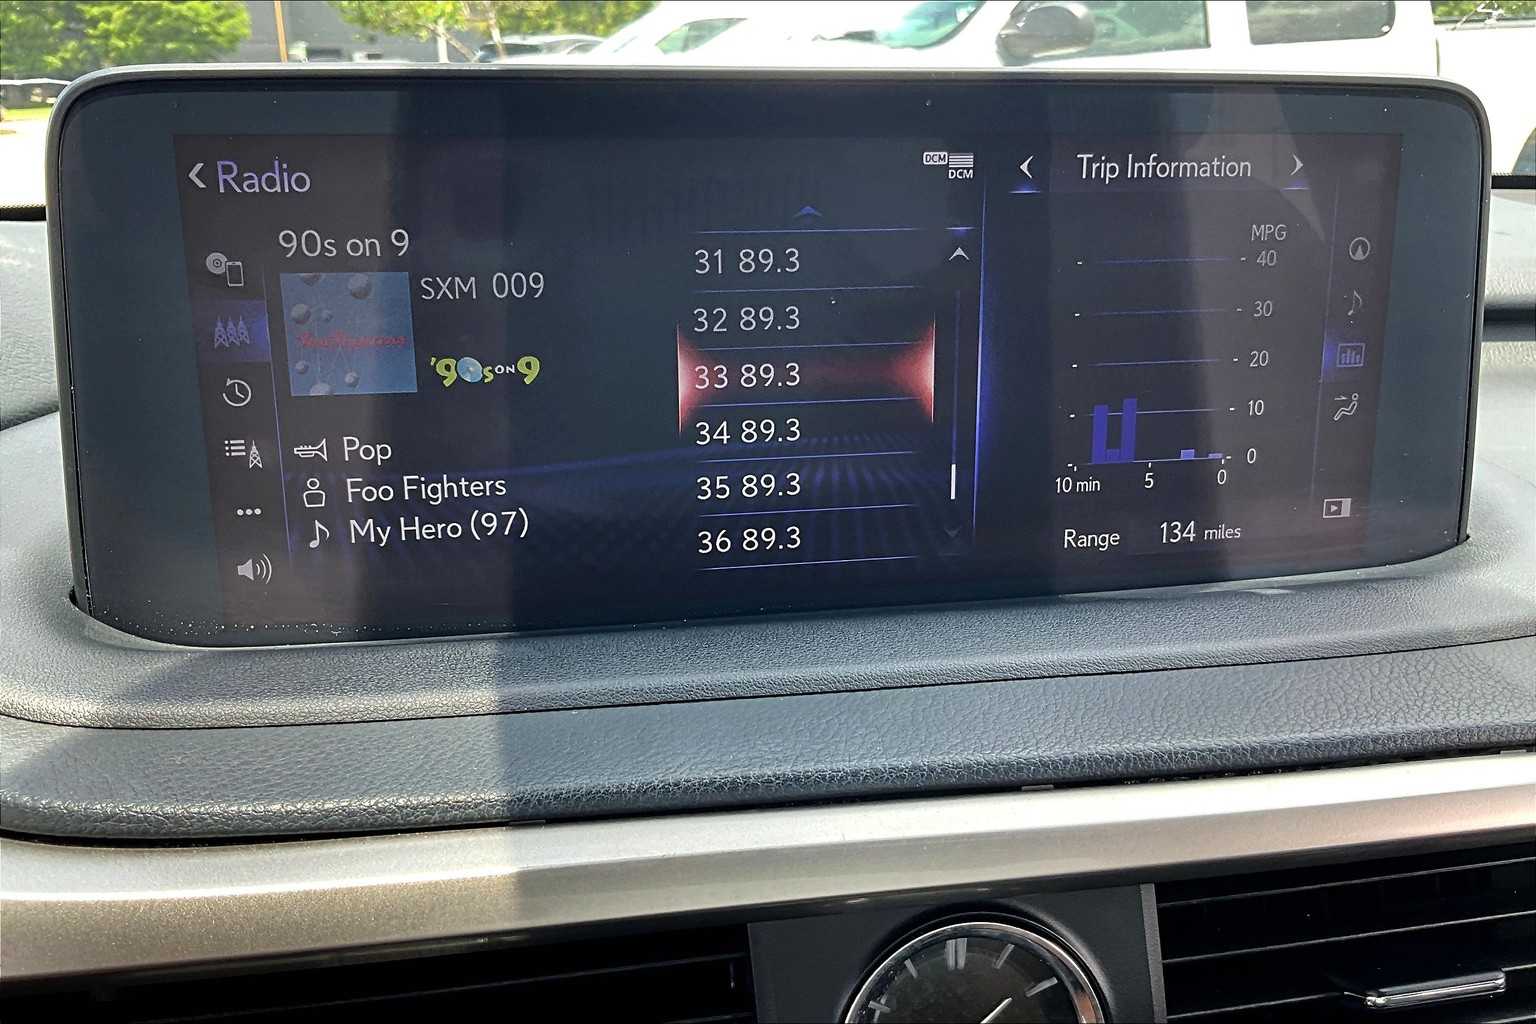 Radio
90s on 9
SXM 009
'90s ON 9
Pop
Foo Fighters
My Hero (97)
DCM
DCM
31 89.3
32 89.3
33 89.3
34 89.3
35 89.3
36 89.3
Trip Information
MPG
40
30
20
10
0
10 min 5 0
Range 134 miles